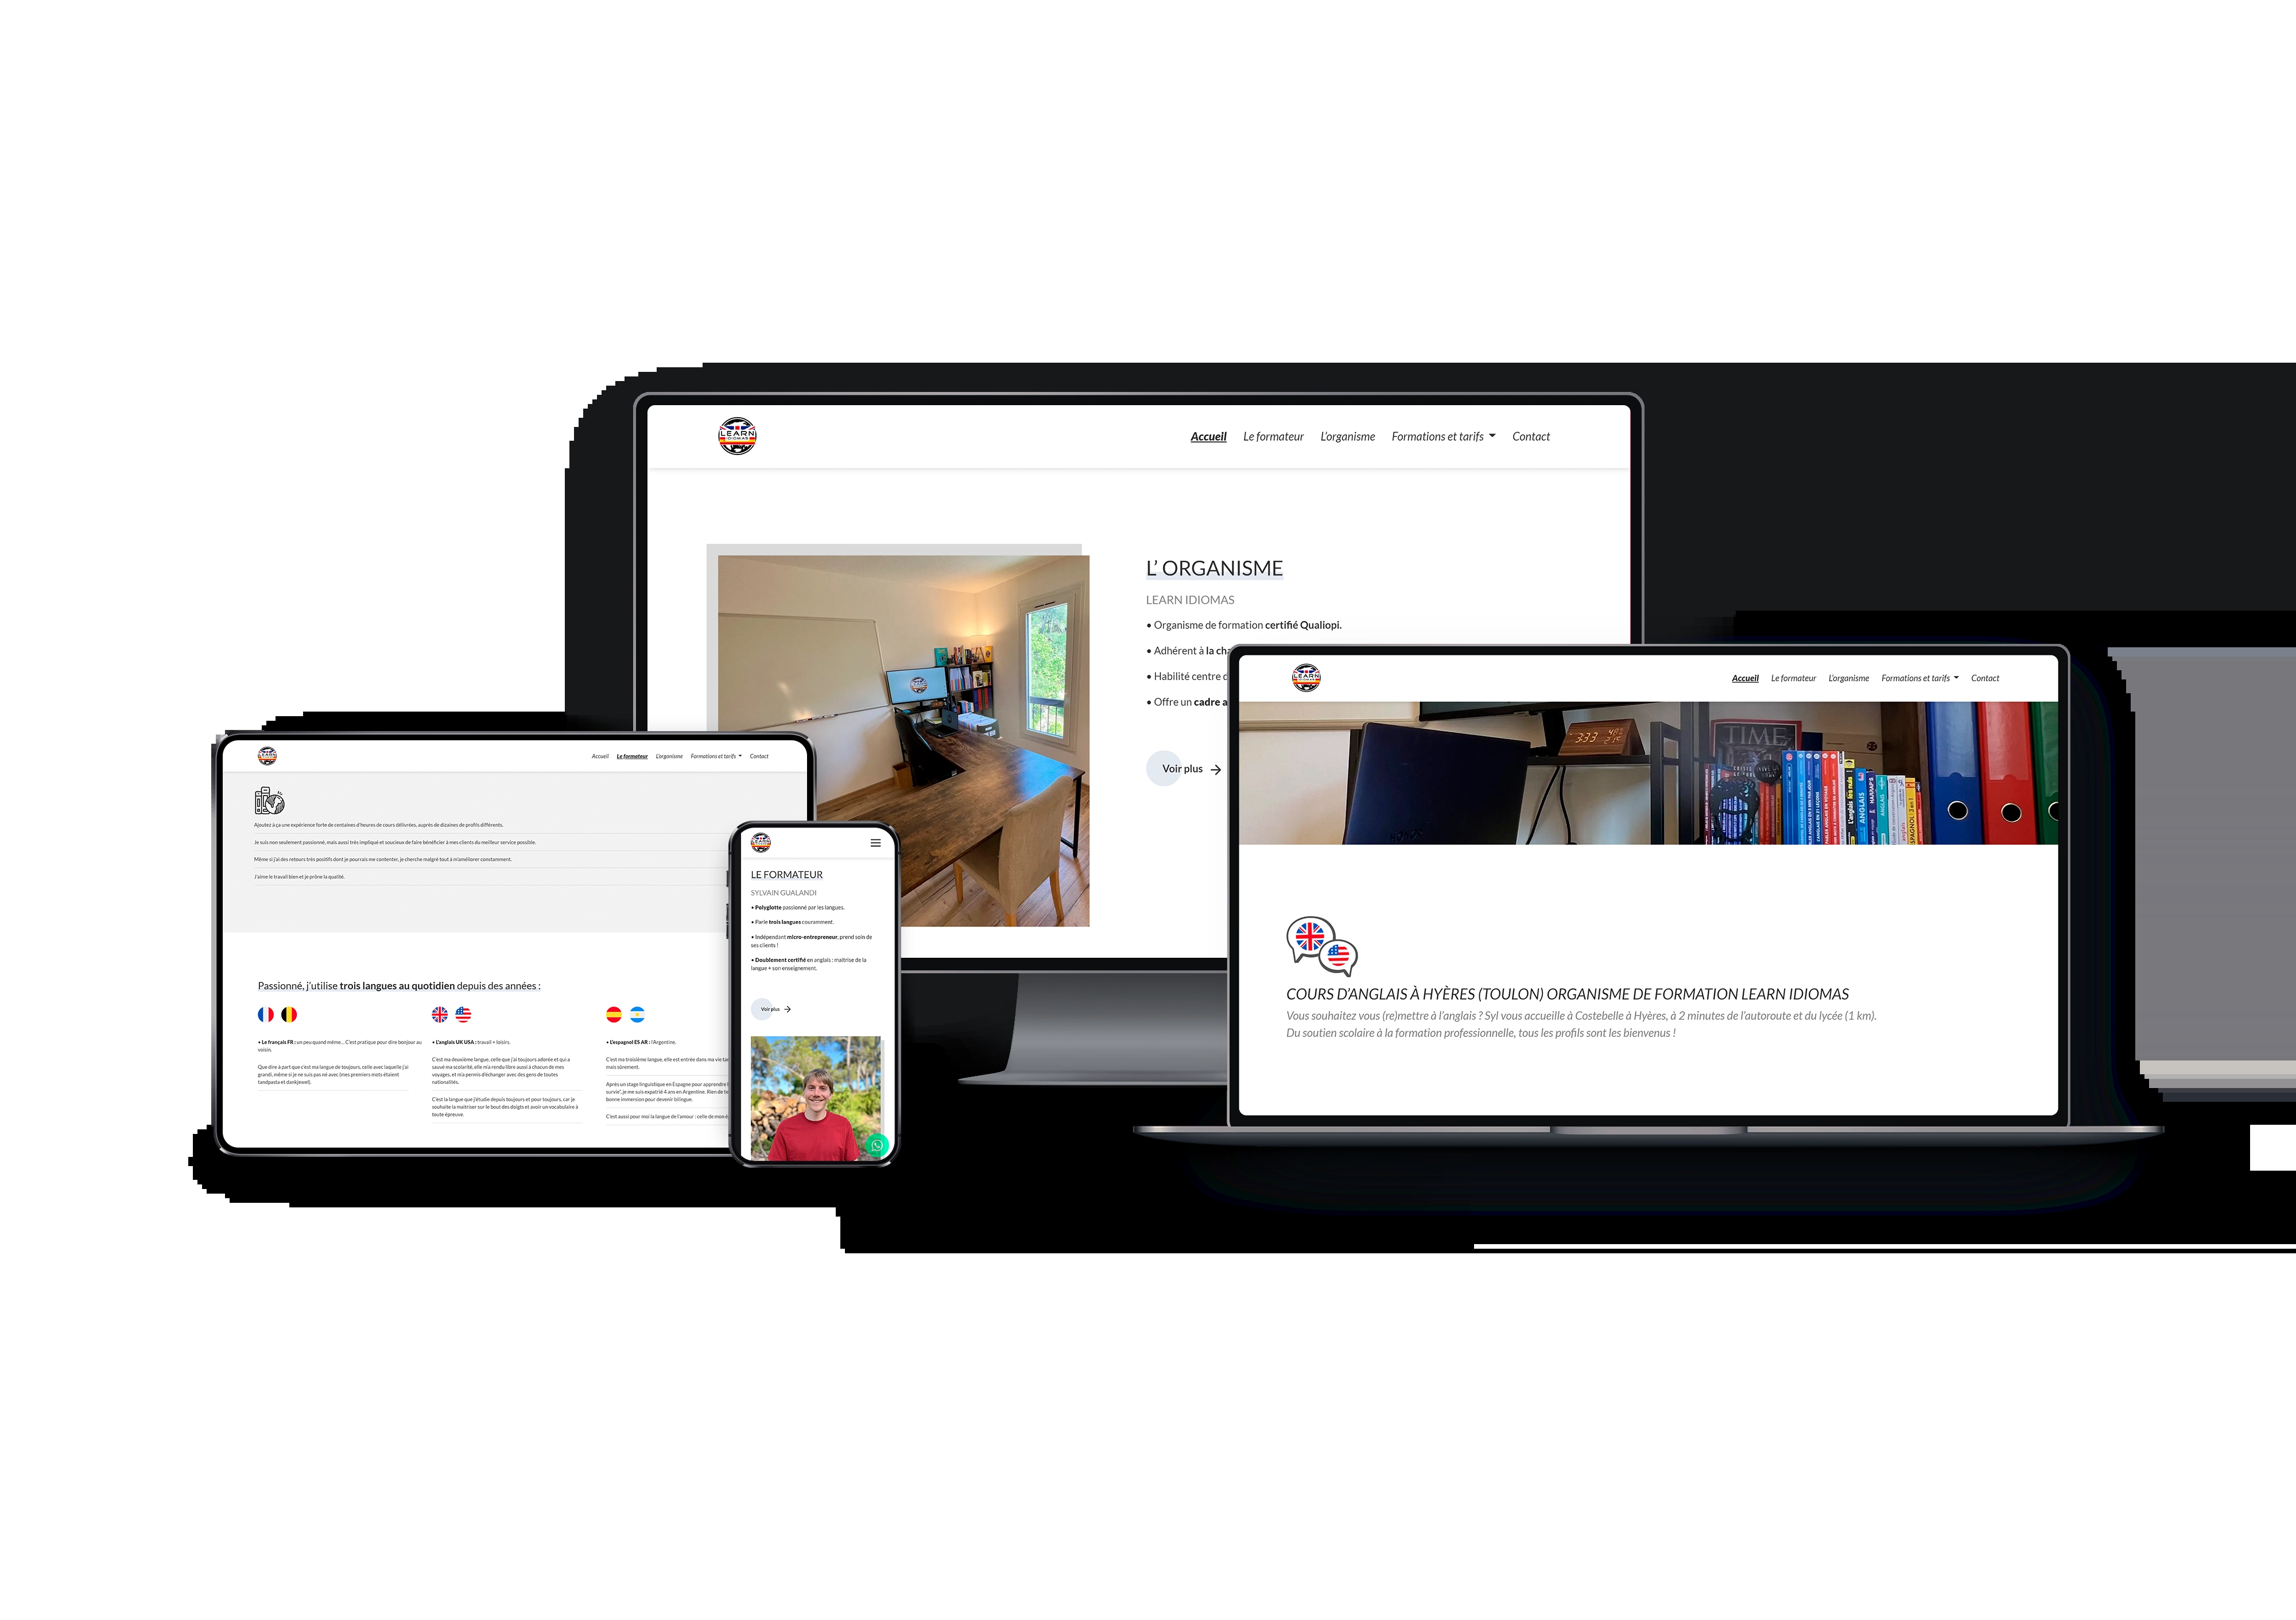 LEARN
IDIOMAS
Accueil Le formateur L'organisme Formations et tarifs Contact
L' ORGANISME
LEARN IDIOMAS
• Organisme de formation certifié Qualiopi.
• Adhérent à la cha
• Habilité centre d
• Offre un cadre a
Voir plus
LEARN
Accueil Le formateur L'organisme Formations et tarifs Contact
TIME
COURS D'ANGLAIS À HYÈRES (TOULON) ORGANISME DE FORMATION LEARN IDIOMAS
Vous souhaitez vous (re)mettre à l'anglais ? Syl vous accueille à Costebelle à Hyères, à 2 minutes de l'autoroute et du lycée (1 km).
Du soutien scolaire à la formation professionnelle, tous les profils sont les bienvenus !
Accueil Le formateur L'organisme Formations et tarifs Contact
Ajoutez à ça une expérience forte de centaines d'heures de cours délivrées, auprès de dizaines de profils différents.
Je suis non seulement passionné, mais aussi très impliqué et soucieux de faire bénéficier à mes clients du meilleur service possible.
Même si j'ai des retours très positifs dont je pourrais me contenter, je cherche malgré tout à m'améliorer constamment.
J'aime le travail bien et je prône la qualité.
Passionné, j'utilise trois langues au quotidien depuis des années :
• Le français FR : un peu quand même... C'est pratique pour dire bonjour au
voisin.
Que dire à part que c'est ma langue de toujours, celle avec laquelle j'ai
grandi, même si je ne suis pas né avec (mes premiers mots étaient
tandpasta et dankjewel).
• L'anglais UK USA : travail + loisirs.
C'est ma deuxième langue, celle que j'ai toujours adorée et qui a
sauvé ma scolarité, elle m'a rendu libre aussi à chacun de mes
voyages, et m'a permis d'échanger avec des gens de toutes
nationalités.
C'est la langue que j'étudie depuis toujours et pour toujours, car je
souhaite la maîtriser sur le bout des doigts et avoir un vocabulaire à
toute épreuve.
• L'espagnol ES AR : l'Argentine.
C'est ma troisième langue, elle est entrée dans ma vie tar
mais sûrement.
Après un stage linguistique en Espagne pour apprendre l
survie", je me suis expatrié 4 ans en Argentine. Rien de te
bonne immersion pour devenir bilingue.
C'est aussi pour moi la langue de l'amour : celle de mon é
LE FORMATEUR
SYLVAIN GUALANDI
• Polyglotte passionné par les langues.
• Parle trois langues couramment.
• Indépendant micro-entrepreneur, prend soin de
ses clients !
• Doublement certifié en anglais : maîtrise de la
langue + son enseignement.
Voir plus